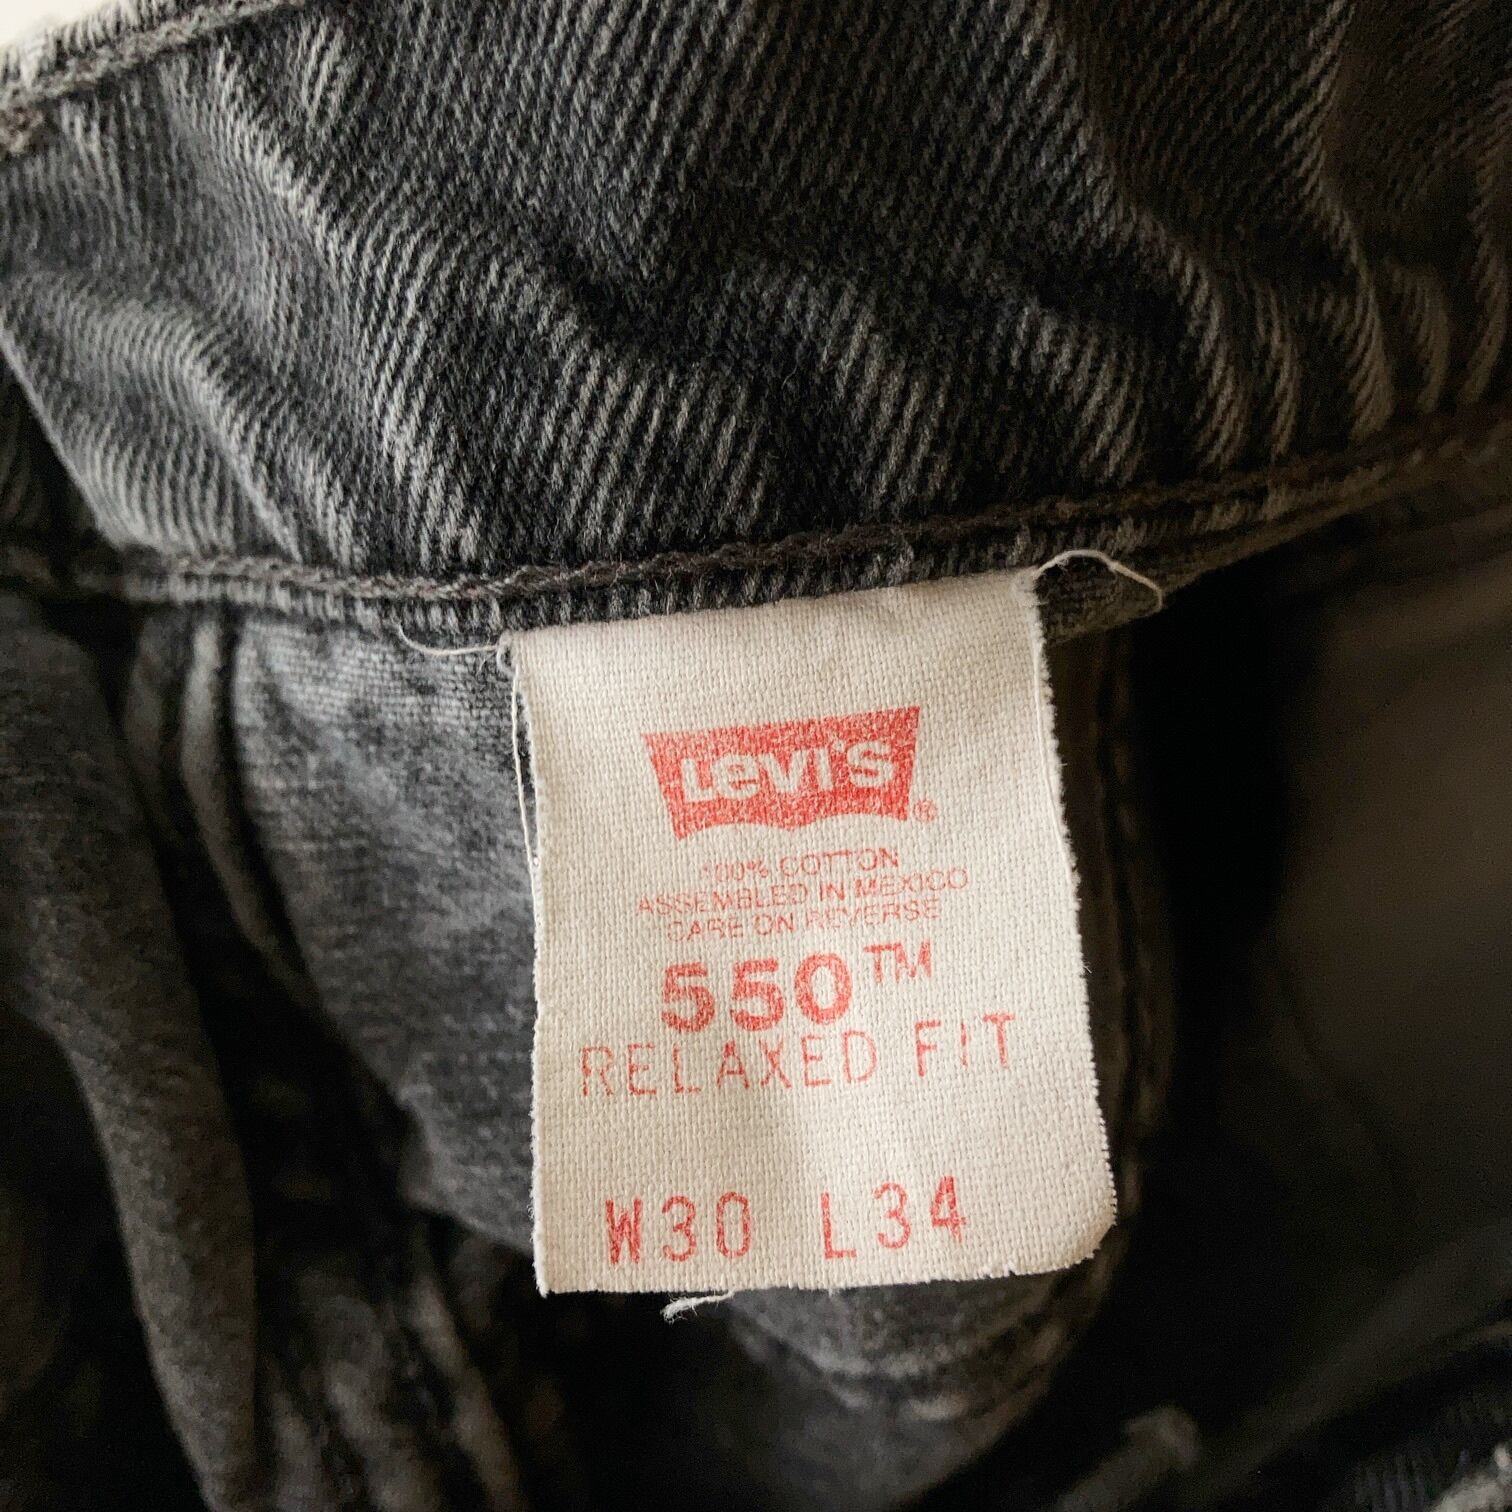 Levi's®
100% COTTON
ASSEMBLED IN MEXICO
CARE ON REVERSE
550™
RELAXED FIT
W30 L34